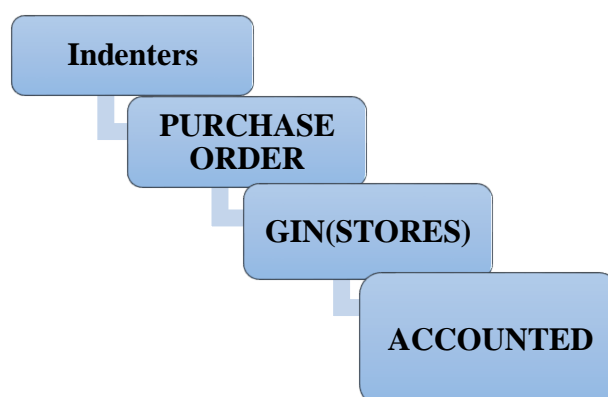 Indenters
PURCHASE
ORDER
GIN(STORES)
ACCOUNTED